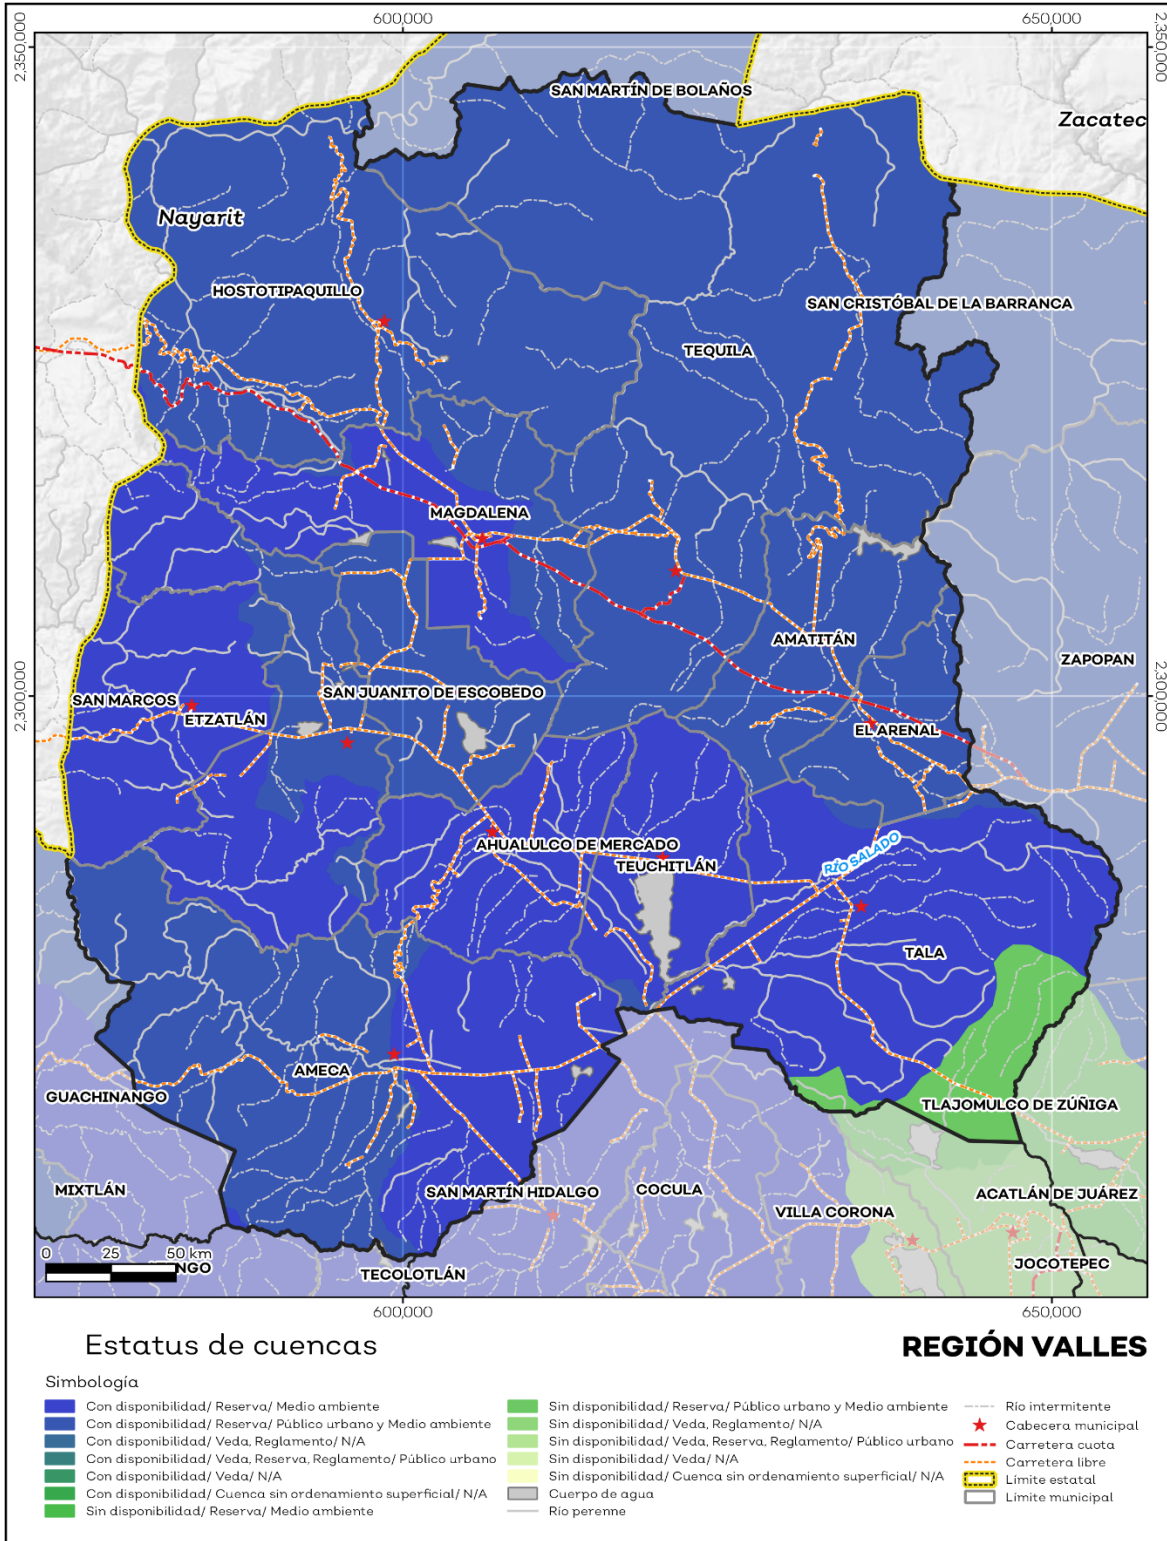 600,000
650,000
2,350,000
2,350,000
SAN MARTÍN DE BOLAÑOS
Zacatec
Nayarit
HOSTOTIPAQUILLO
SAN CRISTÓBAL DE LA BARRANCA
TEQUILA
MAGDALENA
AMATITÁN
ZAPOPAN
2,300,000
2,300,000
SAN MARCOS
SAN JUANITO DE ESCOBEDO
ETZATLÁN
EL ARENAL
AHUALULCO DE MERCADO
TEUCHITLÁN
RÍO SALADO
TALA
AMECA
GUACHINANGO
TLAJOMULCO DE ZÚÑIGA
MIXTLÁN
SAN MARTÍN HIDALGO
COCULA
ACATLÁN DE JUÁREZ
VILLA CORONA
0 25 50 km
NGO
TECOLOTLÁN
JOCOTEPEC
600,000
650,000
Estatus de cuencas
REGIÓN VALLES
Simbología
Con disponibilidad/ Reserva/ Medio ambiente
Con disponibilidad/ Reserva/ Público urbano y Medio ambiente
Con disponibilidad/ Veda, Reglamento/ N/A
Con disponibilidad/ Veda, Reserva, Reglamento/ Público urbano
Con disponibilidad/ Veda/ N/A
Con disponibilidad/ Cuenca sin ordenamiento superficial/ N/A
Sin disponibilidad/ Reserva/ Medio ambiente
Sin disponibilidad/ Reserva/ Público urbano y Medio ambiente
Sin disponibilidad/ Veda, Reglamento/ N/A
Sin disponibilidad/ Veda, Reserva, Reglamento/ Público urbano
Sin disponibilidad/ Veda/ N/A
Sin disponibilidad/ Cuenca sin ordenamiento superficial/ N/A
Cuerpo de agua
Río perenne
Río intermitente
Cabecera municipal
Carretera cuota
Carretera libre
Límite estatal
Límite municipal